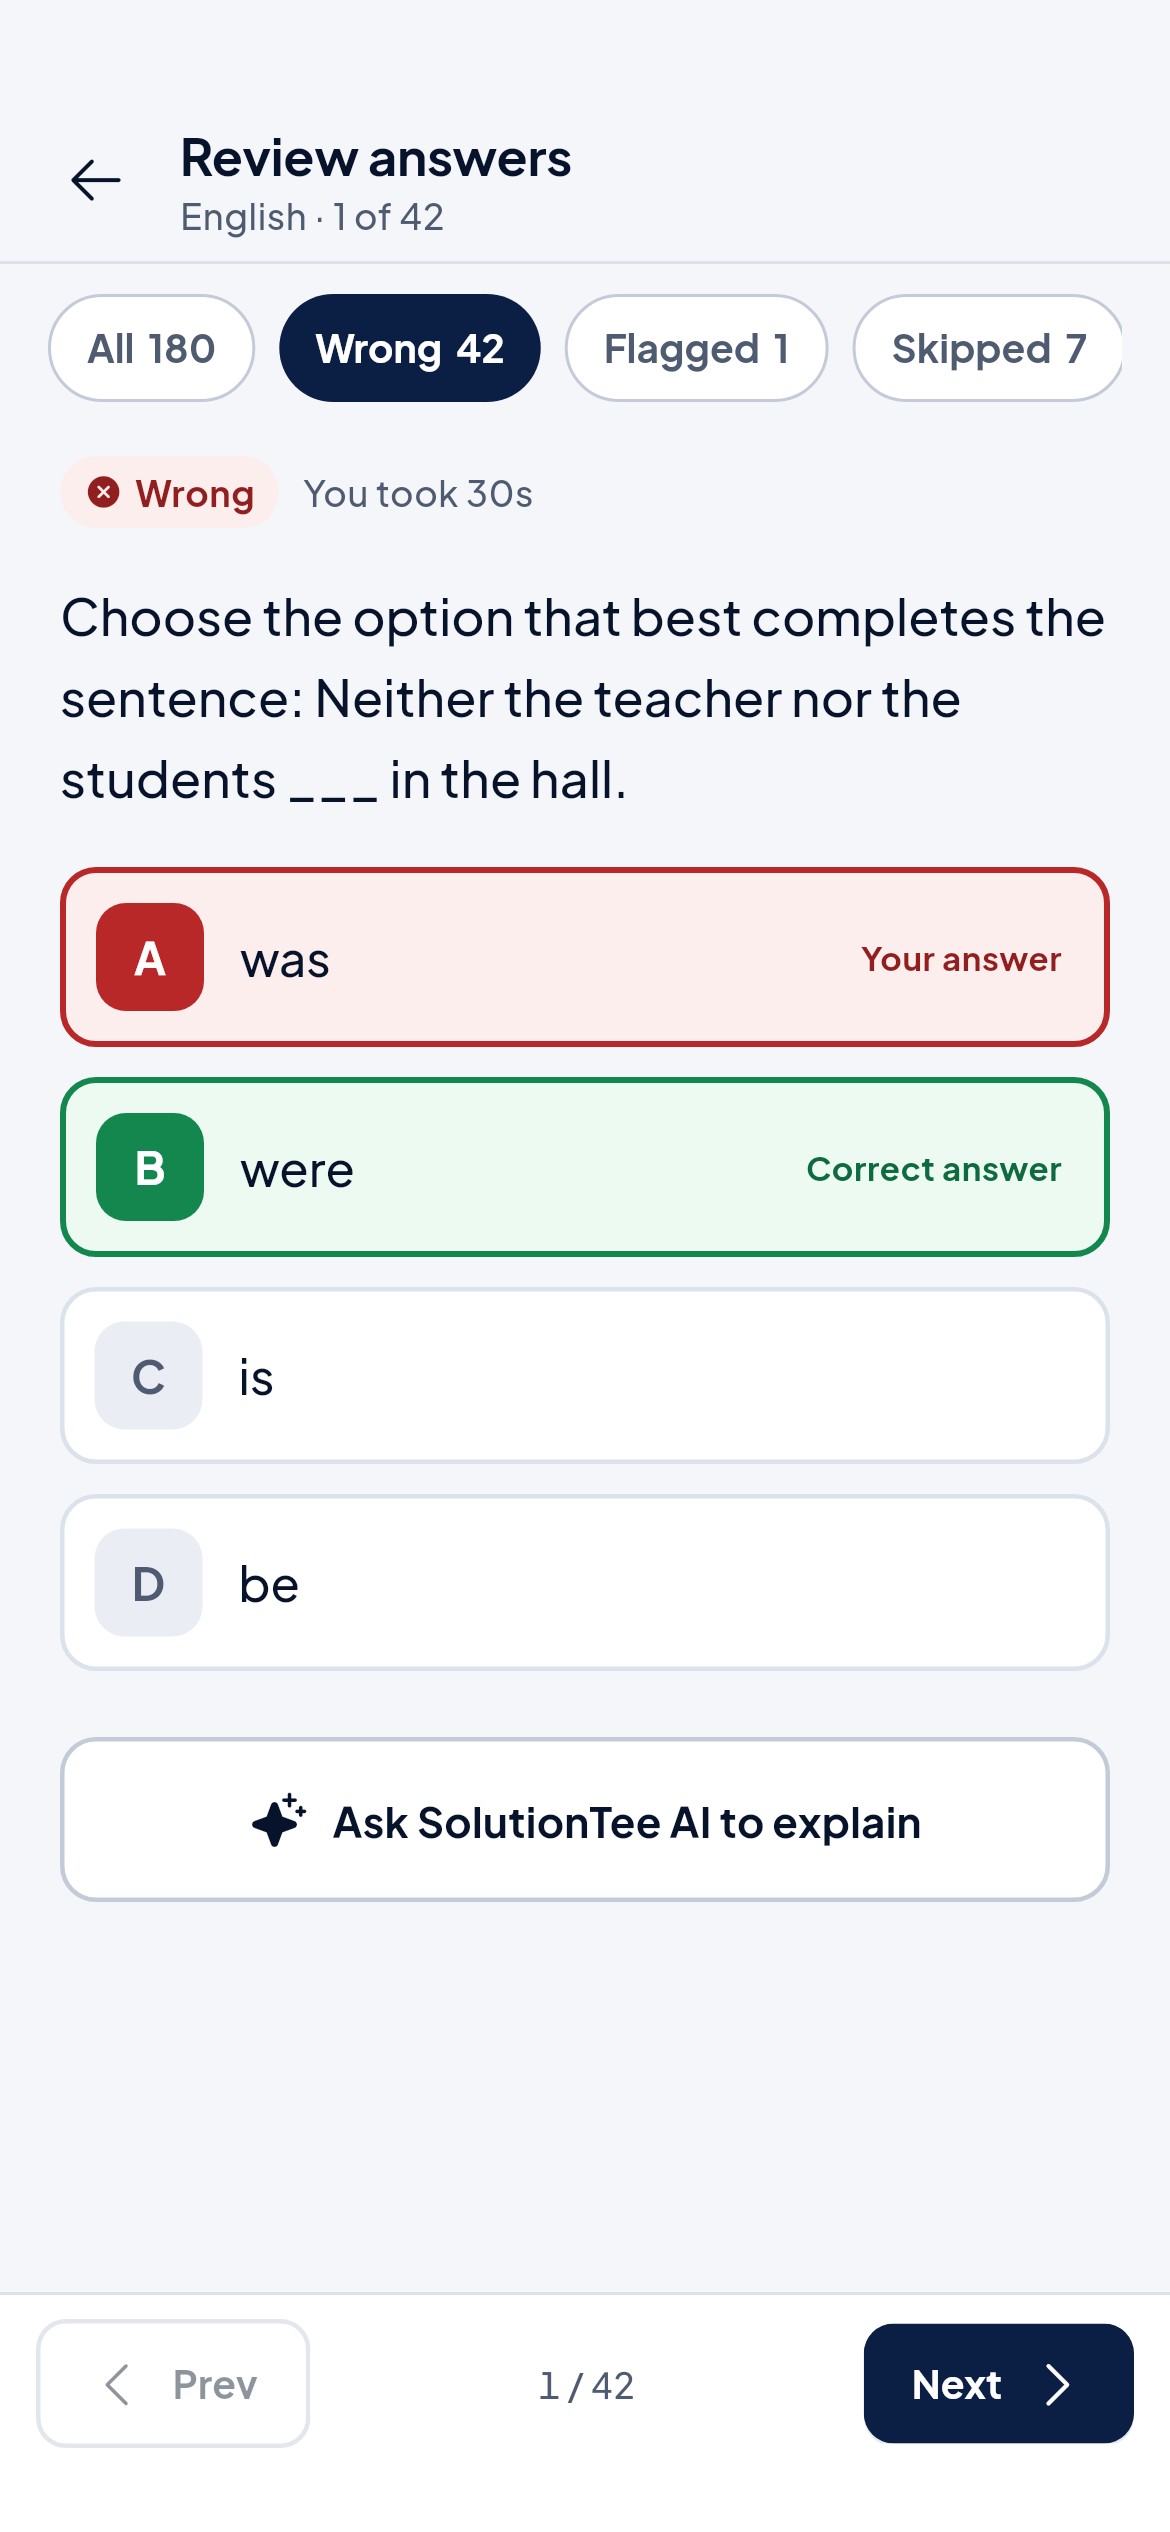 Review answers
English · 1 of 42
All 180
Wrong 42
Flagged 1
Skipped 7
Wrong
You took 30s
Choose the option that best completes the
sentence: Neither the teacher nor the
students ___ in the hall.
A was Your answer
B were Correct answer
C is
D be
Ask SolutionTee AI to explain
Prev
1 / 42
Next